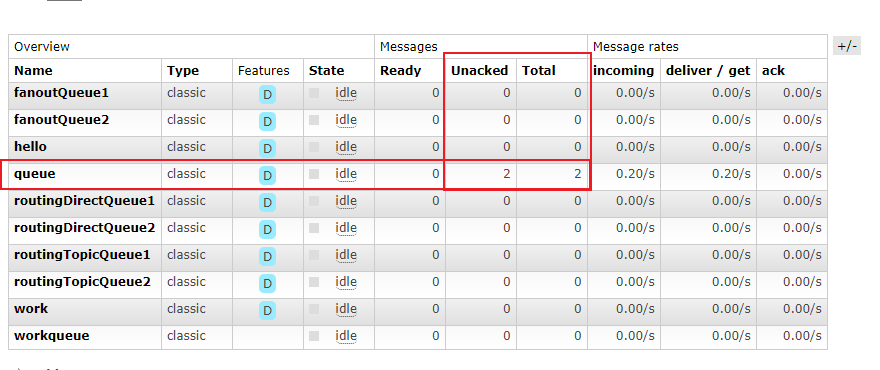 Overview Messages Message rates +/-
Name Type Features State Ready Unacked Total incoming deliver / get ack
fanoutQueue1 classic D idle 0 0 0 0.00/s 0.00/s 0.00/s
fanoutQueue2 classic D idle 0 0 0 0.00/s 0.00/s 0.00/s
hello classic D idle 0 0 0 0.00/s 0.00/s 0.00/s
queue classic D idle 0 2 2 0.20/s 0.20/s 0.00/s
routingDirectQueue1 classic D idle 0 0 0 0.00/s 0.00/s 0.00/s
routingDirectQueue2 classic D idle 0 0 0 0.00/s 0.00/s 0.00/s
routingTopicQueue1 classic D idle 0 0 0 0.00/s 0.00/s 0.00/s
routingTopicQueue2 classic D idle 0 0 0 0.00/s 0.00/s 0.00/s
work classic D idle 0 0 0 0.00/s 0.00/s 0.00/s
workqueue classic idle 0 0 0 0.00/s 0.00/s 0.00/s